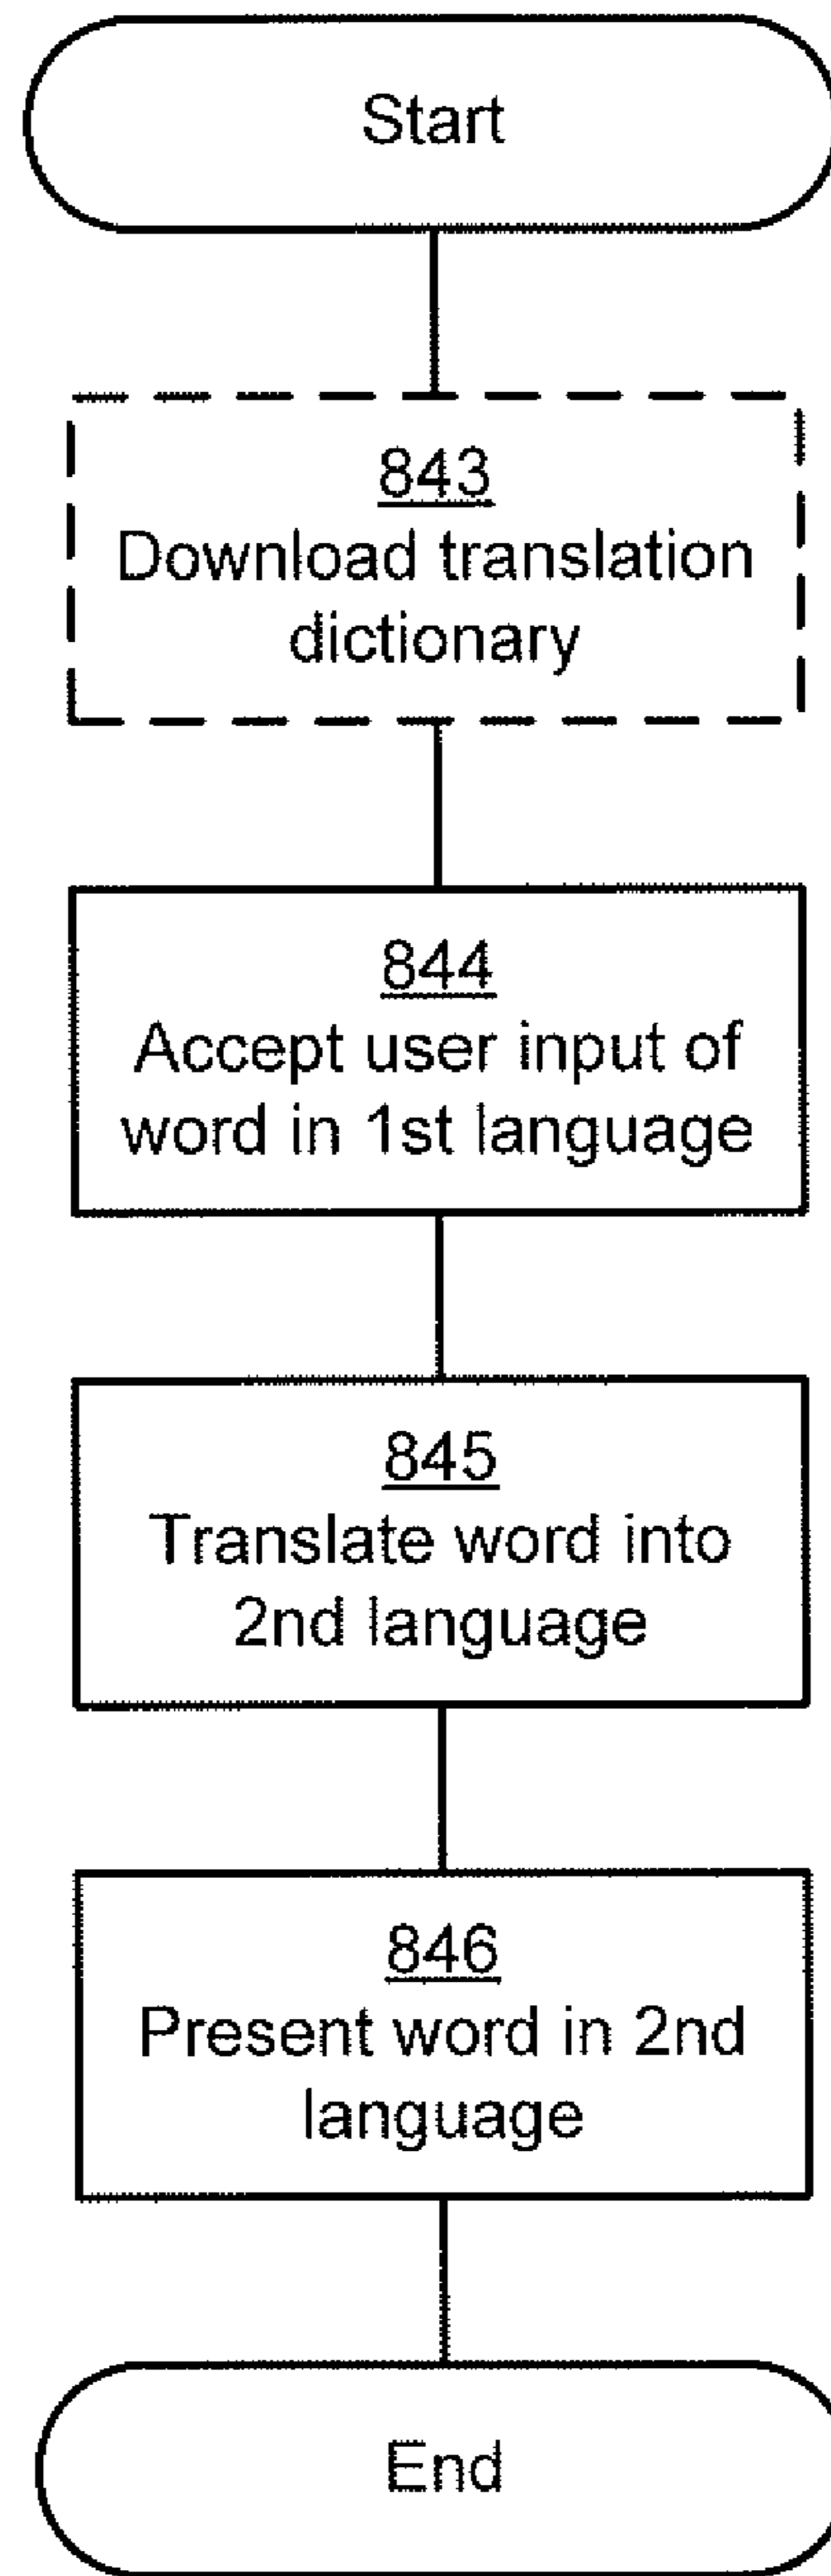 Start
843
Download translation
dictionary
844
Accept user input of
word in 1st language
845
Translate word into
2nd language
846
Present word in 2nd
language
End